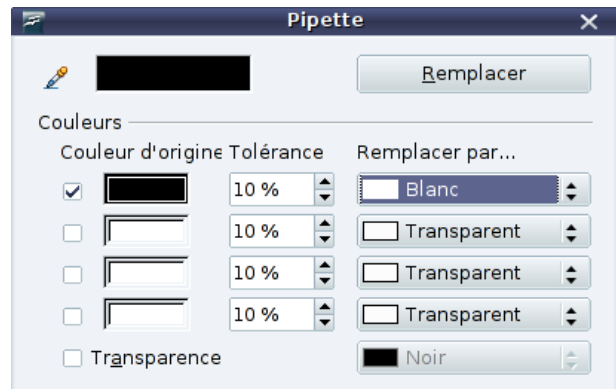 Pipette
Remplacer
Couleurs
Couleur d'origine Tolérance Remplacer par...
10 % Blanc
10 % Transparent
10 % Transparent
10 % Transparent
Transparence Noir